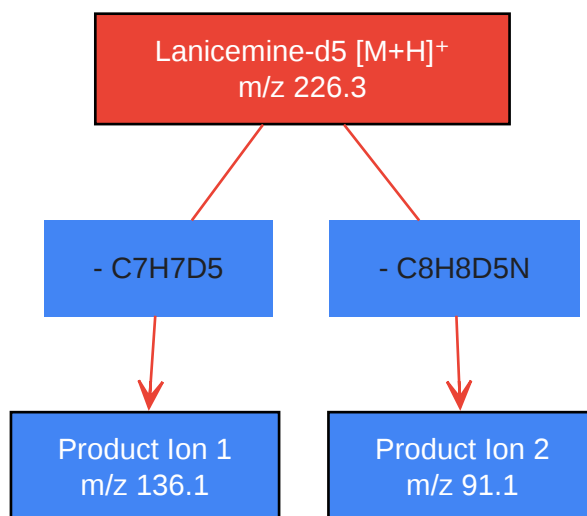 Lanicemine-d5 [M+H]⁺
m/z 226.3
- C7H7D5
- C8H8D5N
Product Ion 1
m/z 136.1
Product Ion 2
m/z 91.1